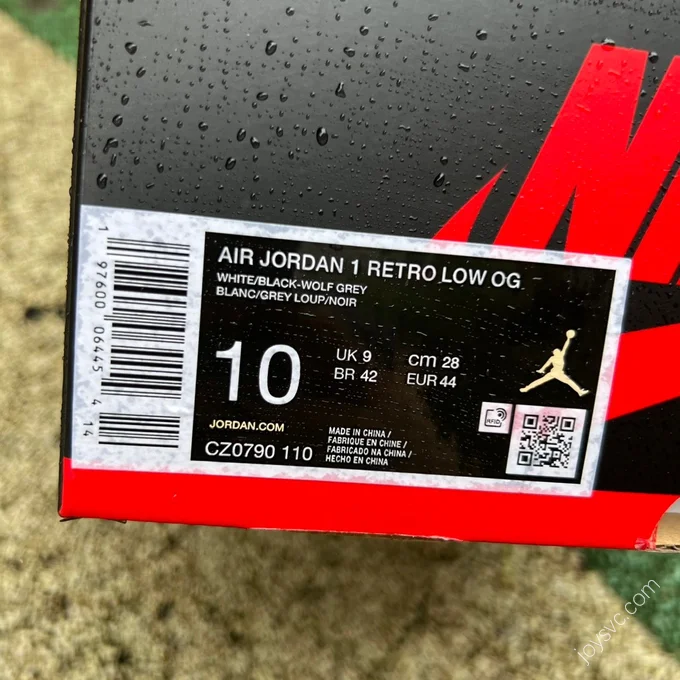 AIR JORDAN 1 RETRO LOW OG
WHITE/BLACK-WOLF GREY
BLANC/GREY LOUP/NOIR
10
UK 9
cm 28
BR 42
EUR 44
JORDAN.COM
CZ0790 110
MADE IN CHINA /
FABRIQUE EN CHINE /
FABRICADO NA CHINA /
HECHO EN CHINA
RFID
1 97600 06445 4 14
joysvc.com